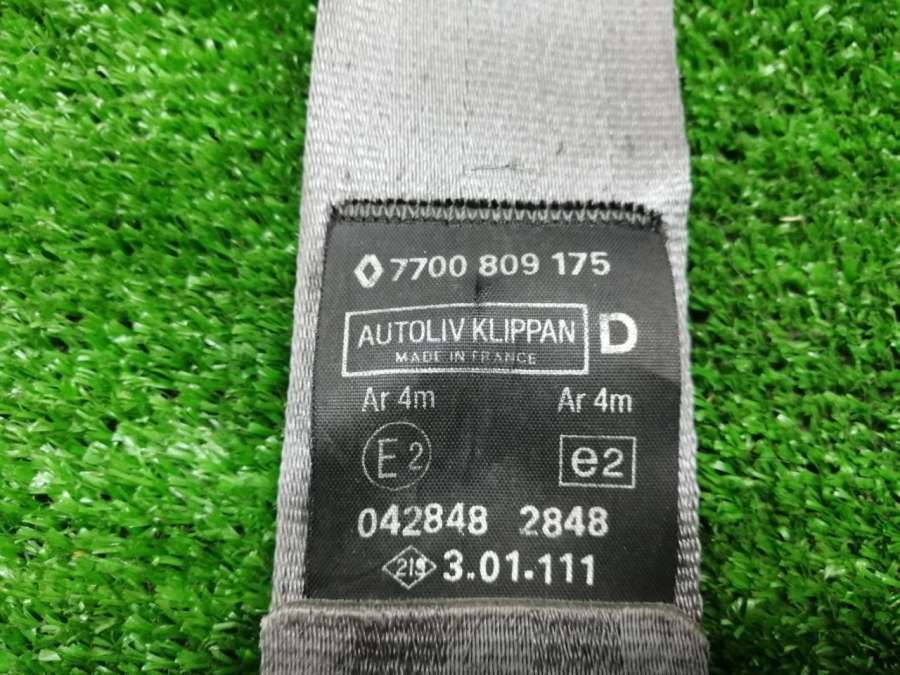 7700 809 175
AUTOLIV KLIPPAN D
MADE IN FRANCE
Ar 4m Ar 4m
E2 e2
042848 2848
219 3.01.111